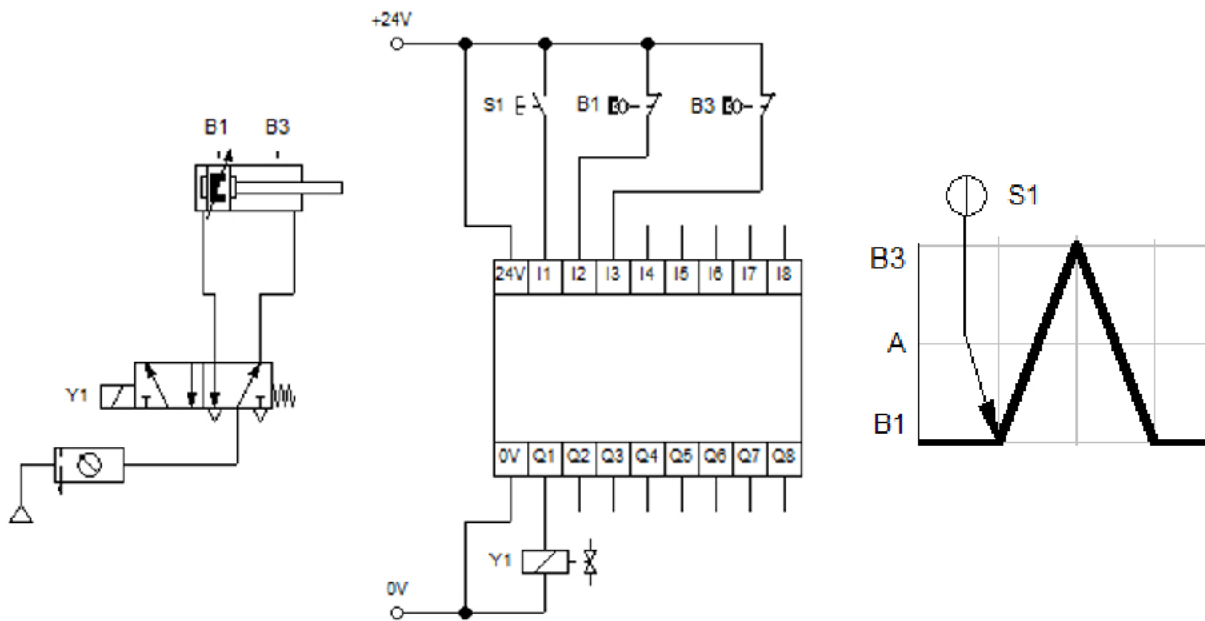 B1 B3
Y1
+24V
S1 B1 B3
24V I1 I2 I3 I4 I5 I6 I7 I8
0V Q1 Q2 Q3 Q4 Q5 Q6 Q7 Q8
Y1
0V
S1
B3
A
B1